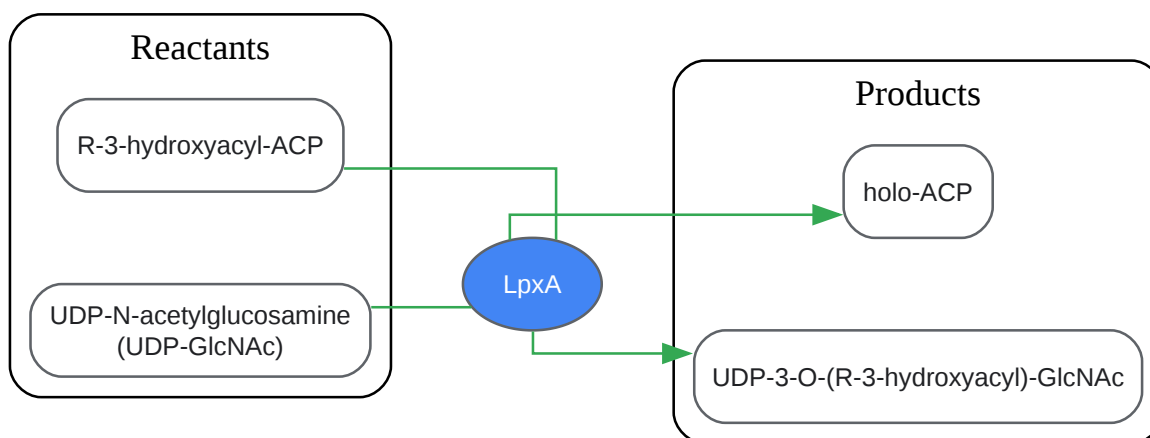 Reactants
R-3-hydroxyacyl-ACP
UDP-N-acetylglucosamine
(UDP-GlcNAc)
LpxA
Products
holo-ACP
UDP-3-O-(R-3-hydroxyacyl)-GlcNAc